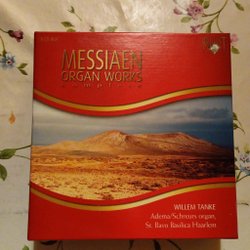 MESSIAEN
ORGAN WORKS
complete
WILLEM TANKE
Adema/Schreurs organ,
St. Bavo Basilica Haarlem